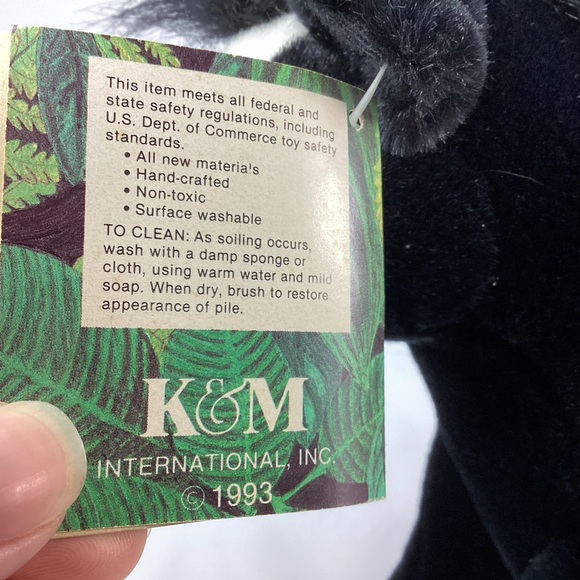 This item meets all federal and
state safety regulations, including
U.S. Dept. of Commerce toy safety
standards.
• All new materia's
• Hand-crafted
• Non-toxic
• Surface washable
TO CLEAN: As soiling occurs,
wash with a damp sponge or
cloth, using warm water and mild
soap. When dry, brush to restore
appearance of pile.
K&M
INTERNATIONAL, INC.
© 1993